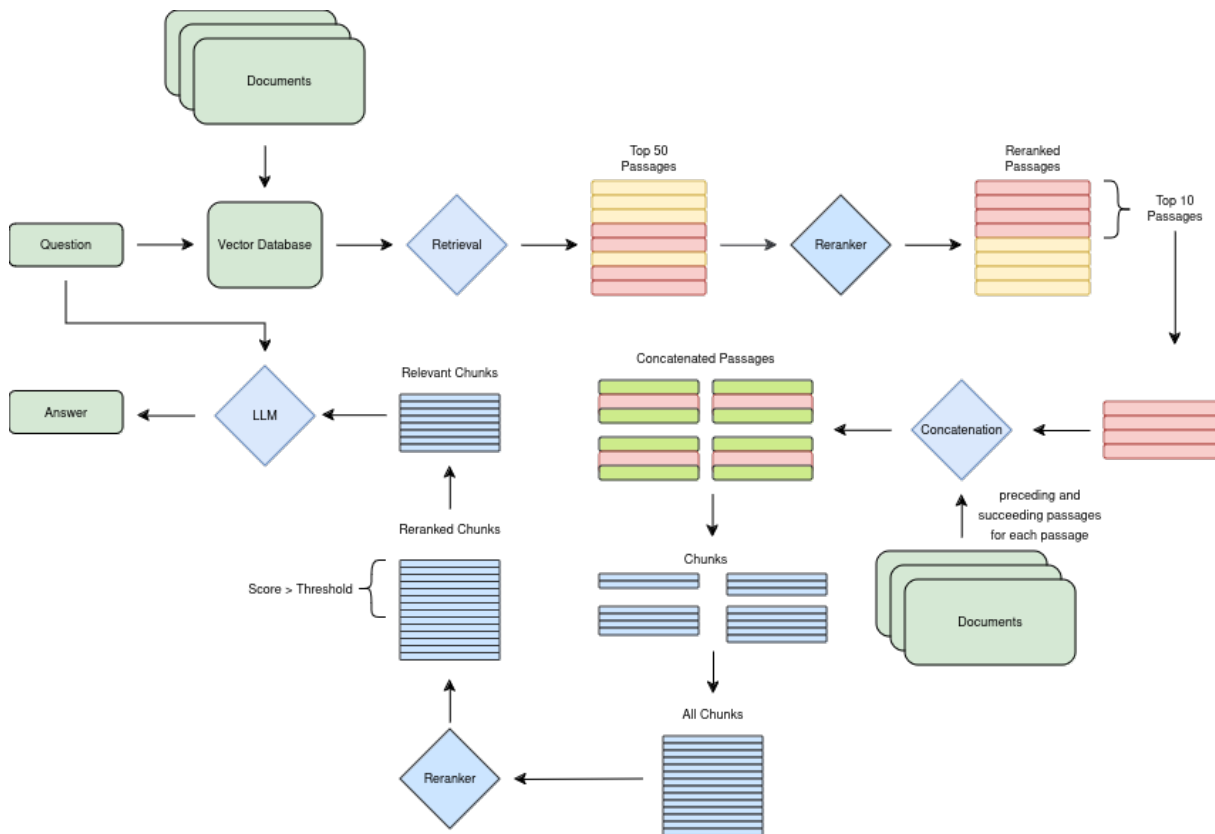 Documents
Top 50
Passages
Reranked
Passages
Top 10
Passages
Question
Vector Database
Retrieval
Reranker
Concatenated Passages
Relevant Chunks
Answer
LLM
Concatenation
preceding and
succeeding passages
for each passage
Reranked Chunks
Chunks
Score > Threshold
Documents
All Chunks
Reranker